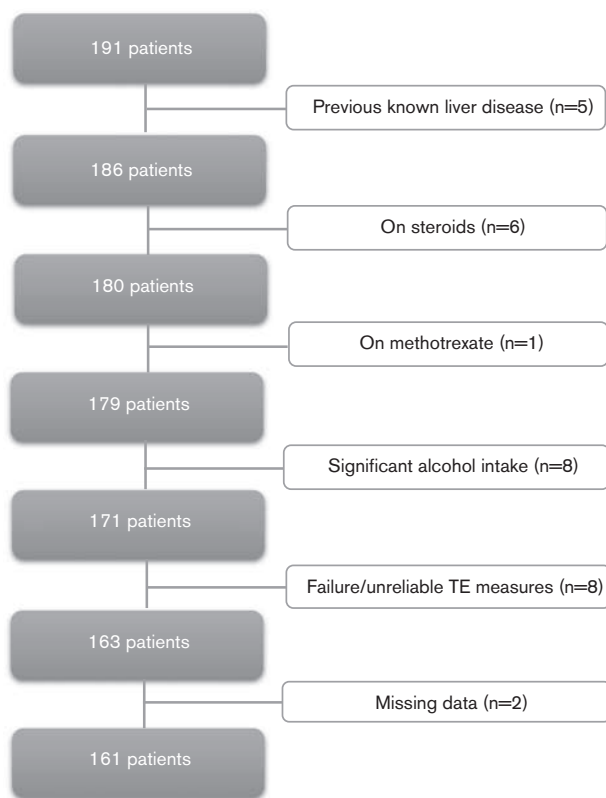 191 patients
Previous known liver disease (n=5)
186 patients
On steroids (n=6)
180 patients
On methotrexate (n=1)
179 patients
Significant alcohol intake (n=8)
171 patients
Failure/unreliable TE measures (n=8)
163 patients
Missing data (n=2)
161 patients